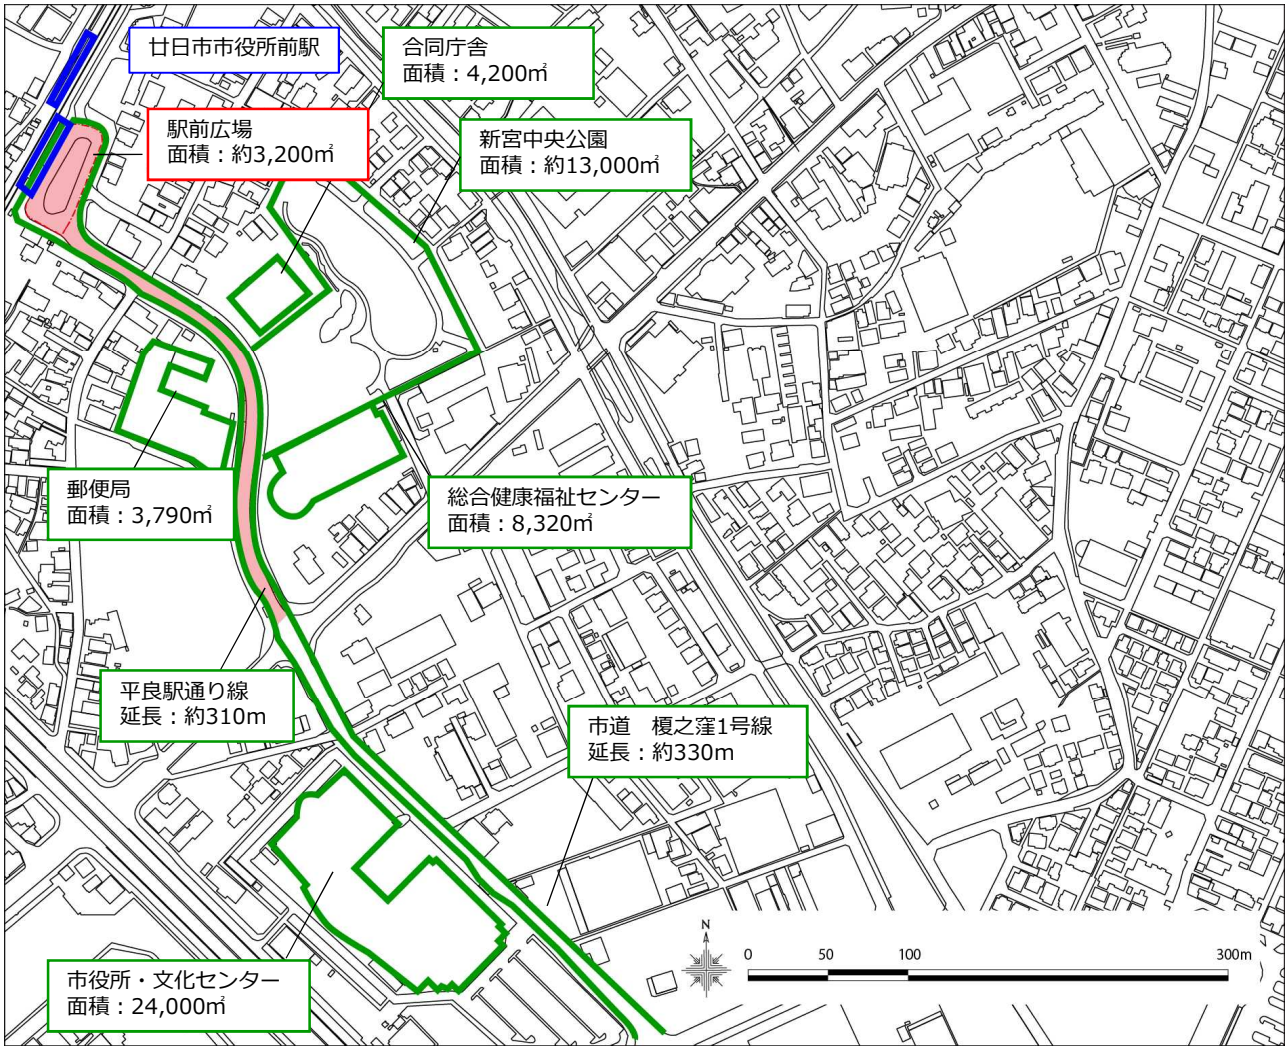 廿日市市役所前駅
合同庁舎
面積：4,200㎡
駅前広場
面積：約3,200㎡
新宮中央公園
面積：約13,000㎡
郵便局
面積：3,790㎡
総合健康福祉センター
面積：8,320㎡
平良駅通り線
延長：約310m
市道　榎之窪1号線
延長：約330m
市役所・文化センター
面積：24,000㎡
N
0 50 100 300m